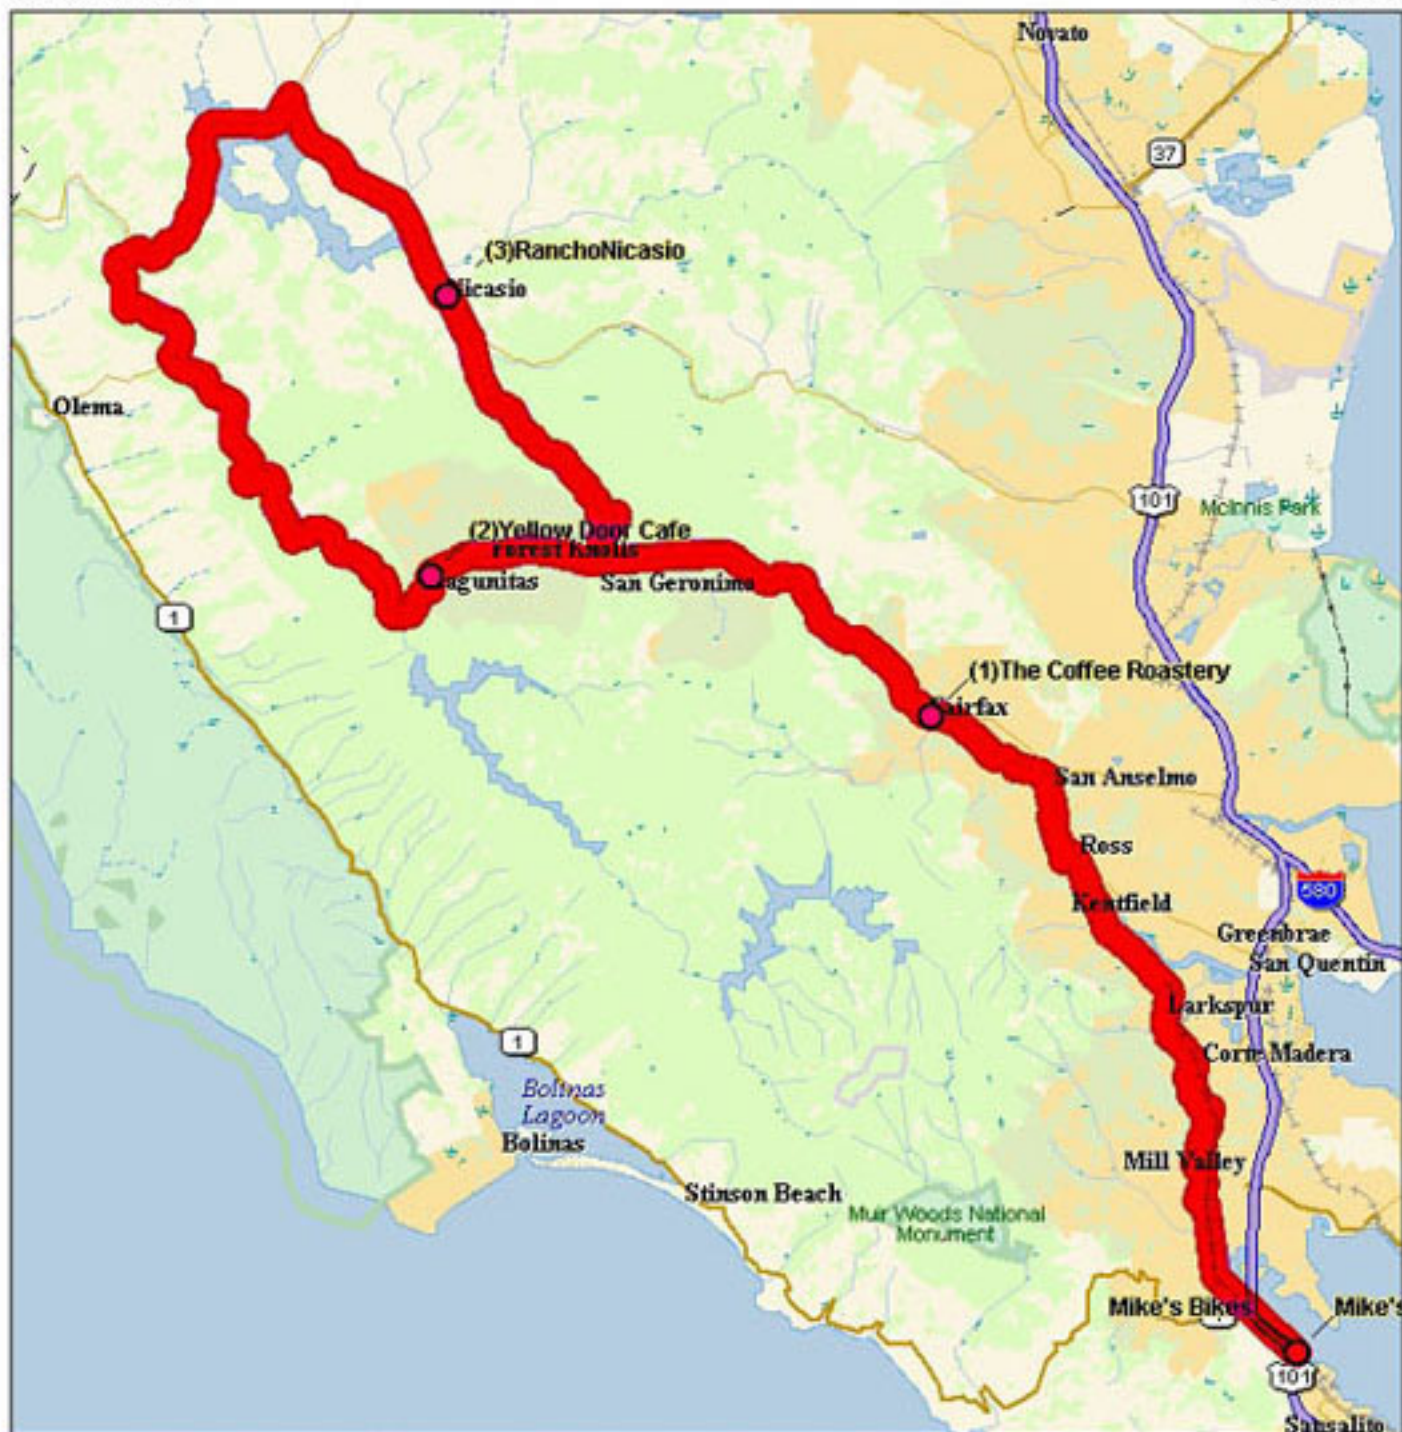 Novato
37
(3)RanchoNicasio
Nicasio
Olema
101
McInnis Park
(2)Yellow Door Cafe
Forest Knolls
Lagunitas
San Geronimo
1
(1)The Coffee Roastery
Fairfax
San Anselmo
Ross
580
Kentfield
Greenbrae
San Quentin
Larkspur
1
Corte Madera
Bolinas
Lagoon
Bolinas
Mill Valley
Stinson Beach
Muir Woods National
Monument
Mike's Bikes
Mike's
1
101
Sausalito